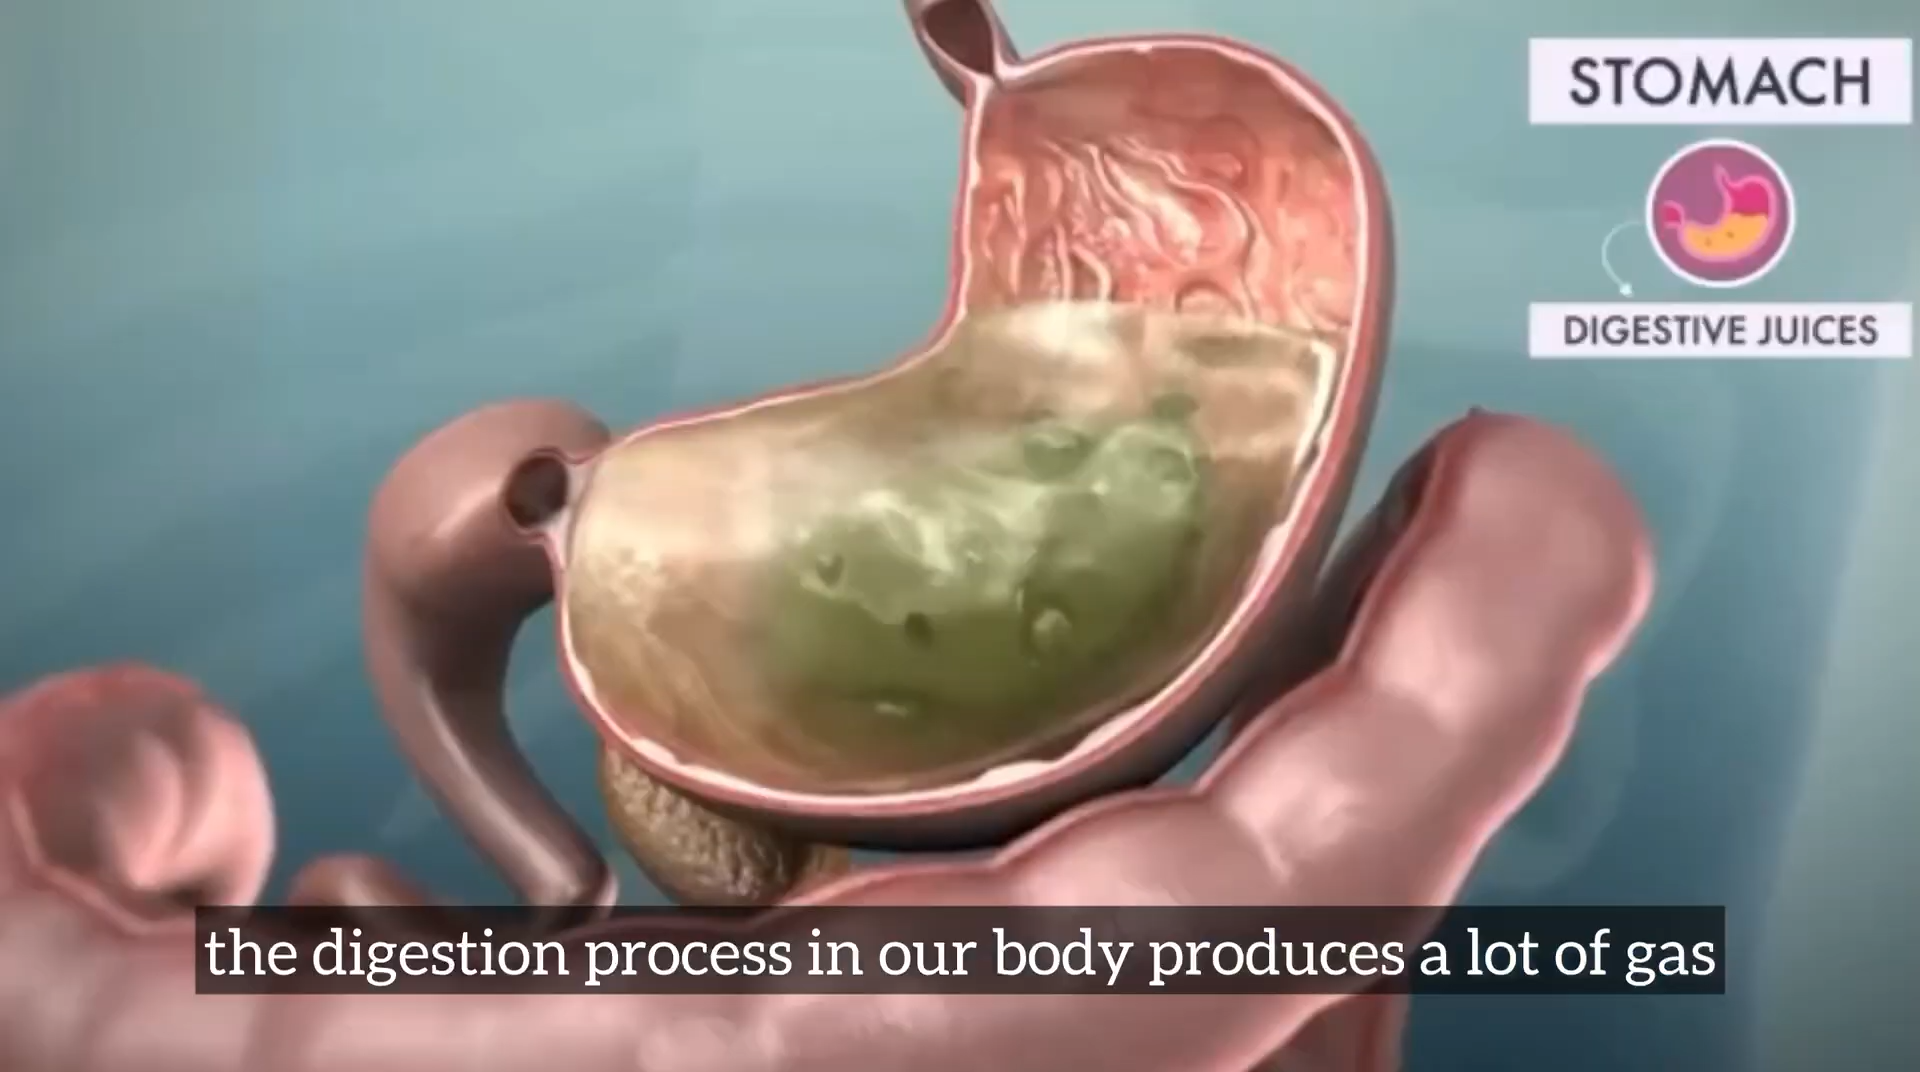 STOMACH
DIGESTIVE JUICES
the digestion process in our body produces a lot of gas